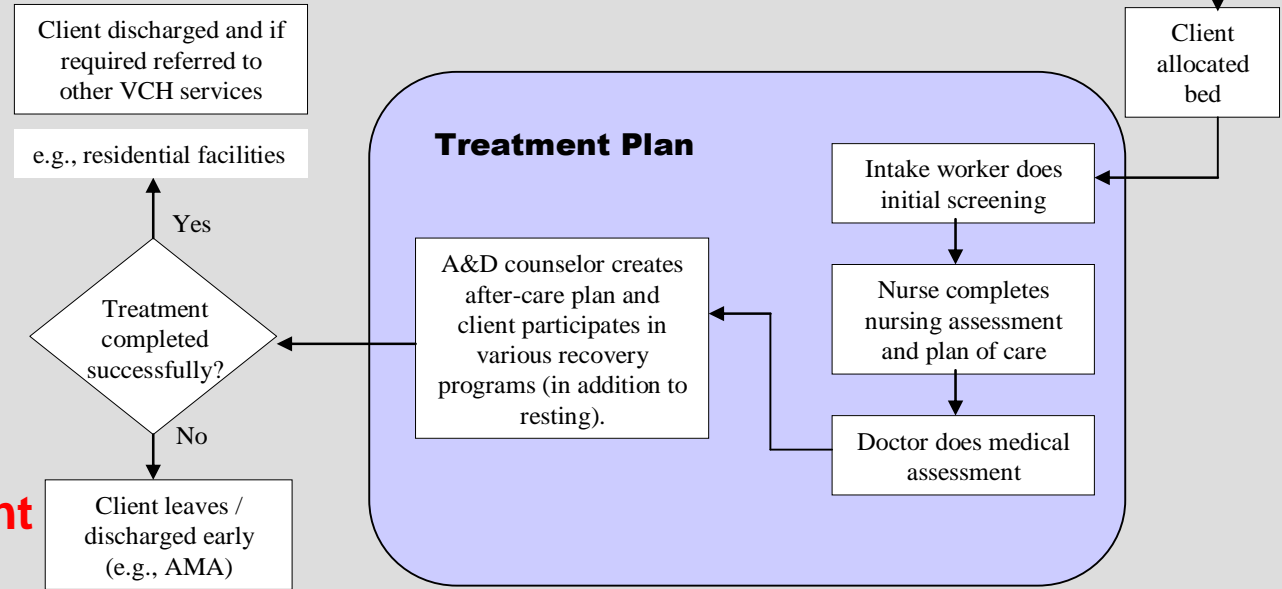 Client discharged and if
required referred to
other VCH services
e.g., residential facilities
Yes
Treatment
completed
successfully?
No
Client leaves /
discharged early
(e.g., AMA)
nt
Treatment Plan
A&D counselor creates
after-care plan and
client participates in
various recovery
programs (in addition to
resting).
Client
allocated
bed
Intake worker does
initial screening
Nurse completes
nursing assessment
and plan of care
Doctor does medical
assessment